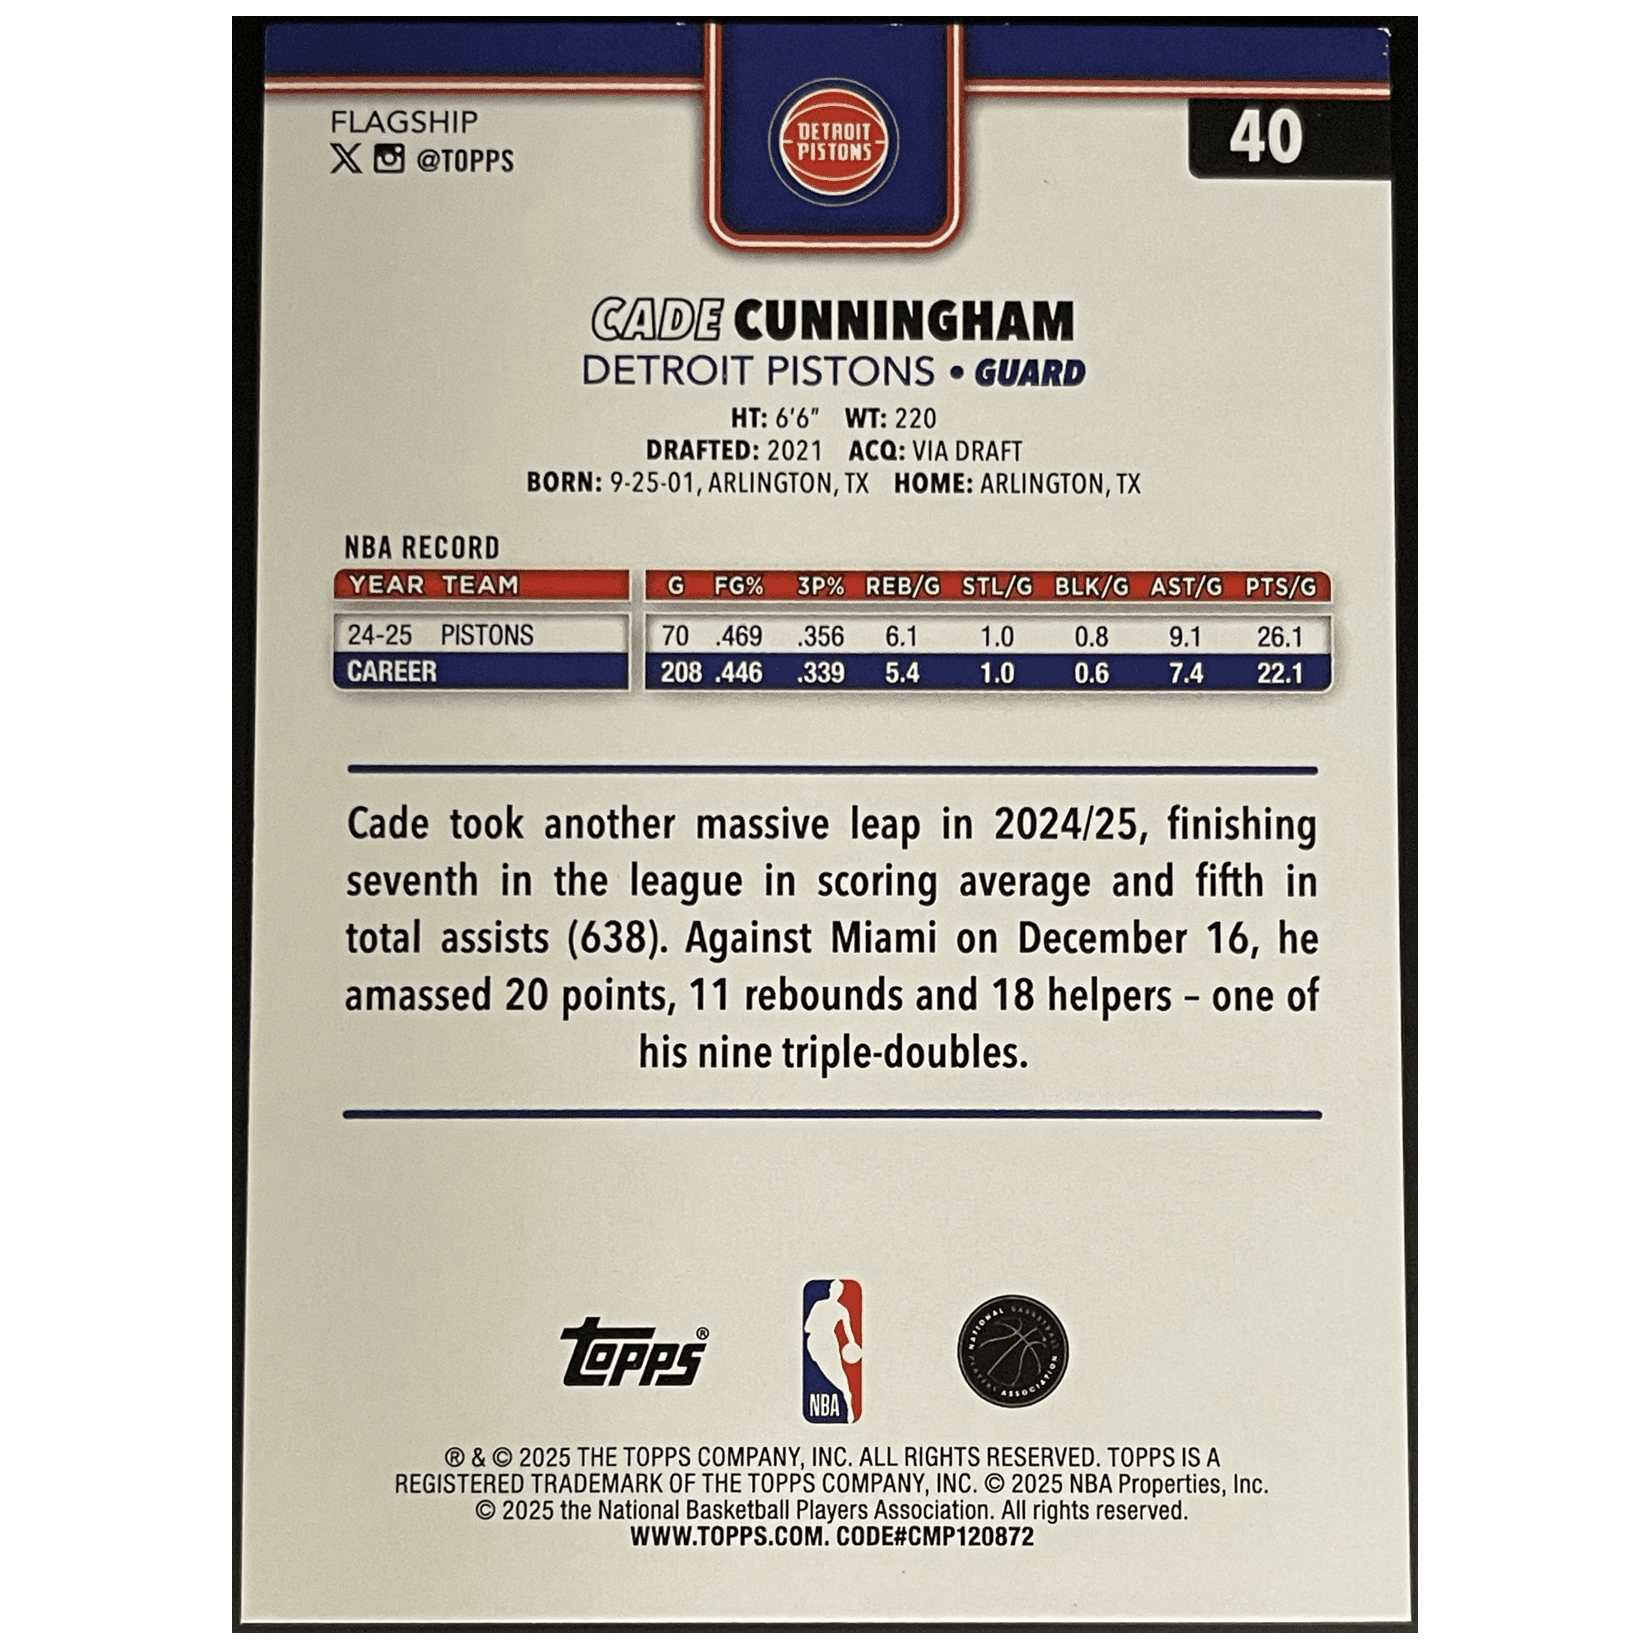 FLAGSHIP
@TOPPS
DETROIT
PISTONS
40
CADE CUNNINGHAM
DETROIT PISTONS • GUARD
HT: 6'6" WT: 220
DRAFTED: 2021 ACQ: VIA DRAFT
BORN: 9-25-01, ARLINGTON, TX HOME: ARLINGTON, TX
NBA RECORD
YEAR TEAM G FG% 3P% REB/G STL/G BLK/G AST/G PTS/G
24-25 PISTONS 70 .469 .356 6.1 1.0 0.8 9.1 26.1
CAREER 208 .446 .339 5.4 1.0 0.6 7.4 22.1
Cade took another massive leap in 2024/25, finishing
seventh in the league in scoring average and fifth in
total assists (638). Against Miami on December 16, he
amassed 20 points, 11 rebounds and 18 helpers – one of
his nine triple-doubles.
TOPPS®
NBA
NATIONAL BASKETBALL PLAYERS ASSOCIATION
® & © 2025 THE TOPPS COMPANY, INC. ALL RIGHTS RESERVED. TOPPS IS A
REGISTERED TRADEMARK OF THE TOPPS COMPANY, INC. © 2025 NBA Properties, Inc.
© 2025 the National Basketball Players Association. All rights reserved.
WWW.TOPPS.COM. CODE#CMP120872